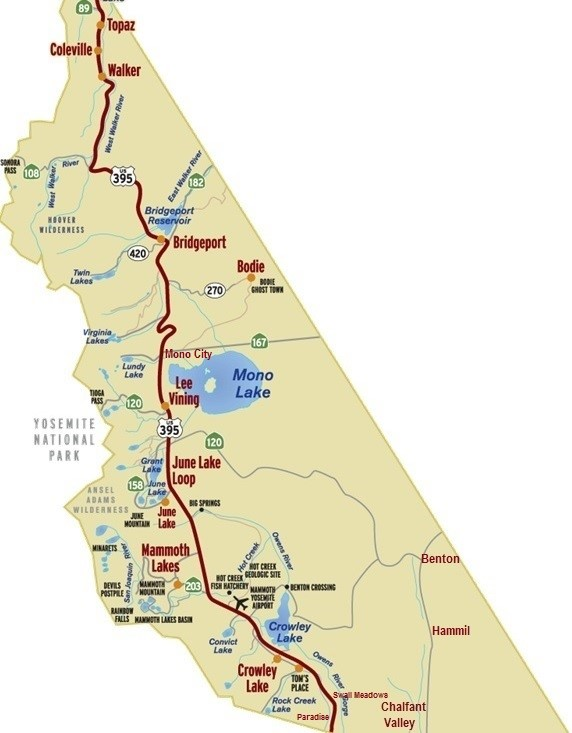 89
Topaz
Coleville
Walker
West Walker River
SONORA
PASS
108
West Walker
River
US
395
East Walker River
182
HOOVER
WILDERNESS
Bridgeport
Reservoir
Bridgeport
420
Twin
Lakes
Bodie
BODIE
GHOST TOWN
270
Virginia
Lakes
167
Mono City
Lundy
Lake
Mono
Lake
Lee
Vining
TIOGA
PASS
120
US
395
YOSEMITE
NATIONAL
PARK
120
Grant
Lake
June Lake
Loop
158
June
Lake
ANSEL
ADAMS
WILDERNESS
June
Lake
JUNE
MOUNTAIN
BIG SPRINGS
MINARETS
San Joaquin
River
Mammoth
Lakes
Hot Creek
Owens River
HOT CREEK
GEOLOGIC SITE
HOT CREEK
FISH HATCHERY
DEVILS
POSTPILE
MAMMOTH
MOUNTAIN
203
MAMMOTH
YOSEMITE
AIRPORT
BENTON CROSSING
Benton
RAINBOW
FALLS
MAMMOTH LAKES BASIN
Crowley
Lake
Hammil
Convict
Lake
Crowley
Lake
TOM'S
PLACE
Owens
River
Gorge
Swall Meadows
Rock Creek
Lake
Paradise
Chalfant
Valley